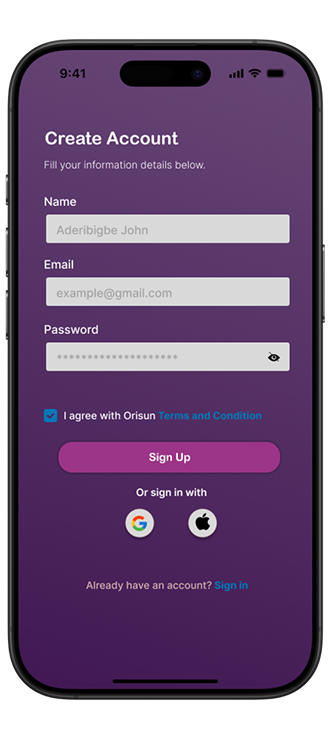 9:41
Create Account
Fill your information details below.
Name
Aderibigbe John
Email
example@gmail.com
Password
********************
I agree with Orisun Terms and Condition
Sign Up
Or sign in with
Already have an account? Sign in